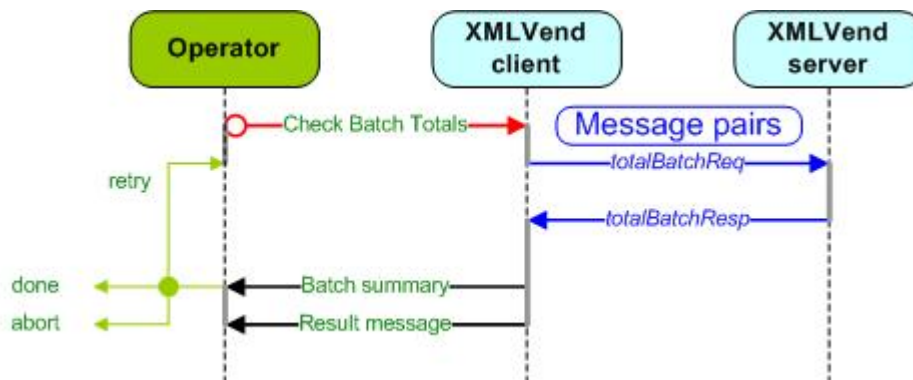 Operator
XMLVend
client
XMLVend
server
Check Batch Totals
Message pairs
totalBatchReq
retry
totalBatchResp
done
Batch summary
abort
Result message